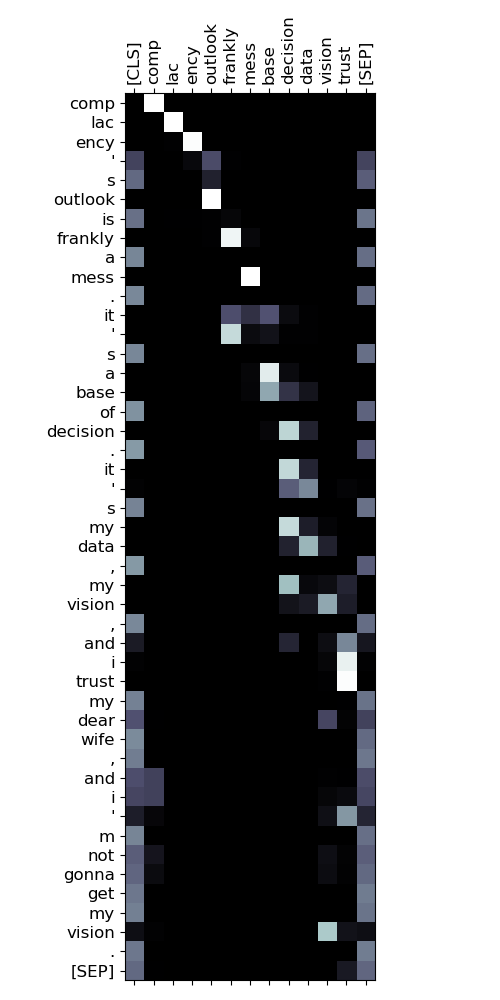 [CLS]
comp
lac
ency
outlook
frankly
mess
base
decision
data
vision
trust
[SEP]
comp
lac
ency
'
s
outlook
is
frankly
a
mess
.
it
'
s
a
base
of
decision
.
it
'
s
my
data
,
my
vision
,
and
i
trust
my
dear
wife
,
and
i
'
m
not
gonna
get
my
vision
.
[SEP]